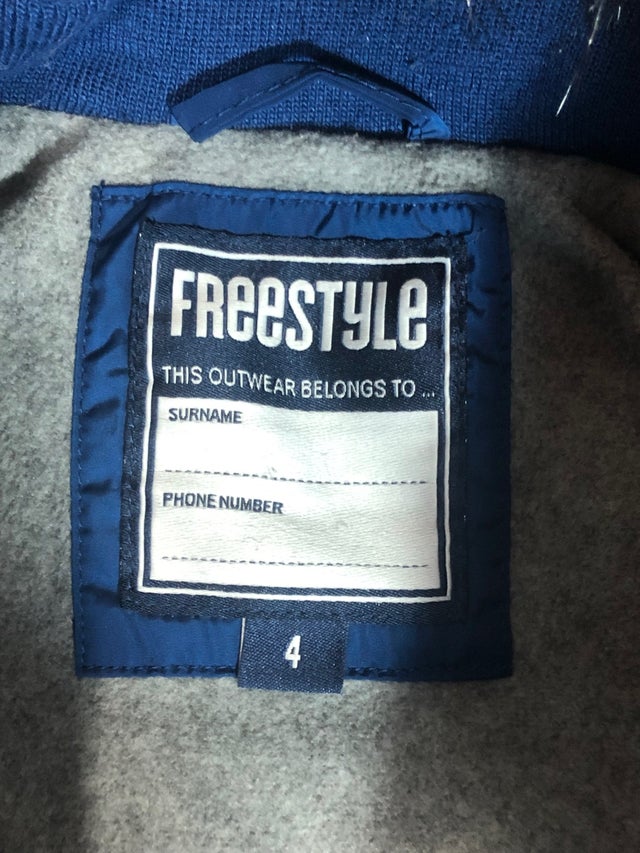 FReeSTyLe
THIS OUTWEAR BELONGS TO ...
SURNAME
PHONE NUMBER
4